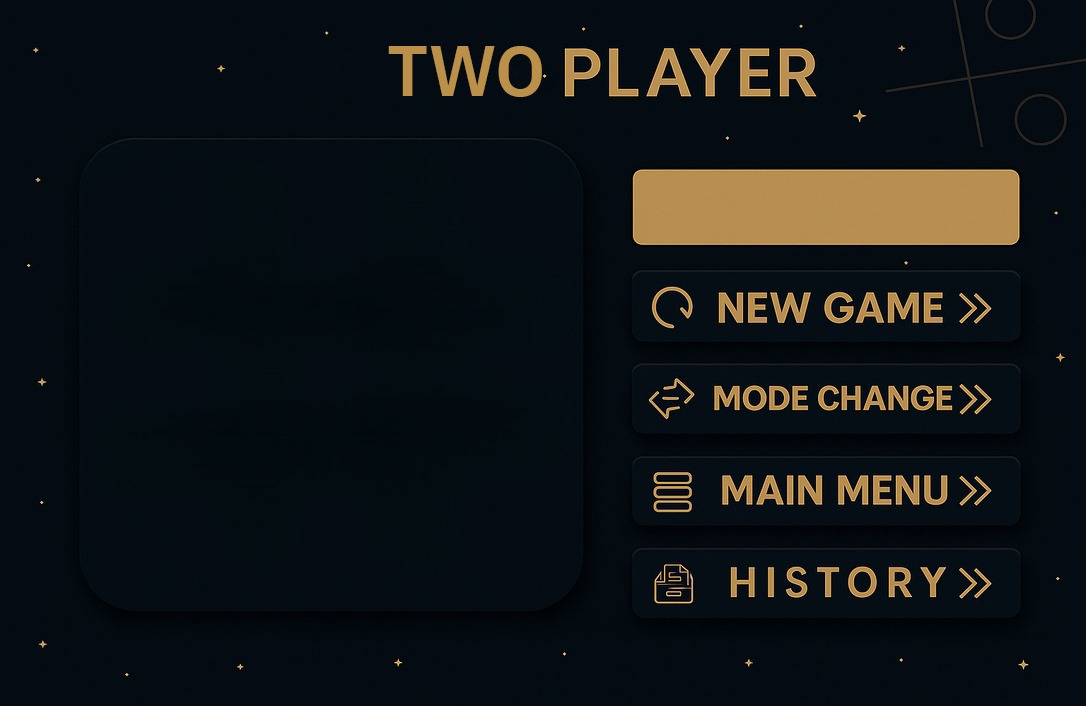 TWO PLAYER
NEW GAME
MODE CHANGE
MAIN MENU
HISTORY